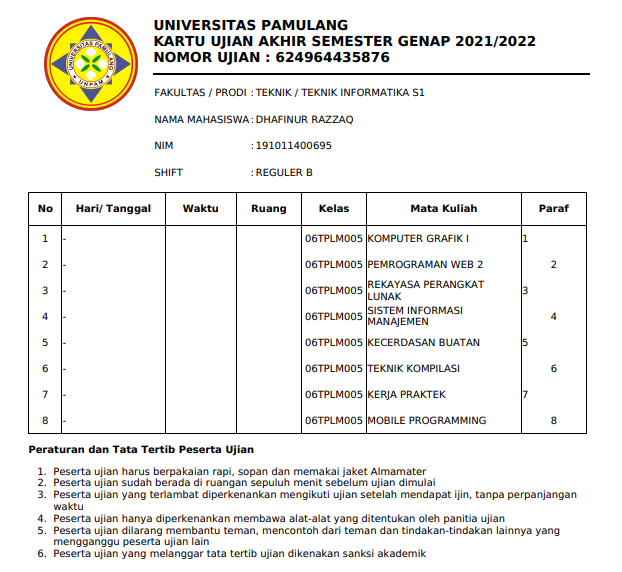 UNIVERSITAS PAMULANG
UNPAM
UNIVERSITAS PAMULANG
KARTU UJIAN AKHIR SEMESTER GENAP 2021/2022
NOMOR UJIAN : 624964435876
FAKULTAS / PRODI : TEKNIK / TEKNIK INFORMATIKA S1
NAMA MAHASISWA : DHAFINUR RAZZAQ
NIM : 191011400695
SHIFT : REGULER B
No Hari/ Tanggal Waktu Ruang Kelas Mata Kuliah Paraf
1 - 06TPLM005 KOMPUTER GRAFIK I 1
2 - 06TPLM005 PEMROGRAMAN WEB 2 2
3 - 06TPLM005 REKAYASA PERANGKAT 3
LUNAK
4 - 06TPLM005 SISTEM INFORMASI 4
MANAJEMEN
5 - 06TPLM005 KECERDASAN BUATAN 5
6 - 06TPLM005 TEKNIK KOMPILASI 6
7 - 06TPLM005 KERJA PRAKTEK 7
8 - 06TPLM005 MOBILE PROGRAMMING 8
Peraturan dan Tata Tertib Peserta Ujian
1. Peserta ujian harus berpakaian rapi, sopan dan memakai jaket Almamater
2. Peserta ujian sudah berada di ruangan sepuluh menit sebelum ujian dimulai
3. Peserta ujian yang terlambat diperkenankan mengikuti ujian setelah mendapat ijin, tanpa perpanjangan
waktu
4. Peserta ujian hanya diperkenankan membawa alat-alat yang ditentukan oleh panitia ujian
5. Peserta ujian dilarang membantu teman, mencontoh dari teman dan tindakan-tindakan lainnya yang
mengganggu peserta ujian lain
6. Peserta ujian yang melanggar tata tertib ujian dikenakan sanksi akademik